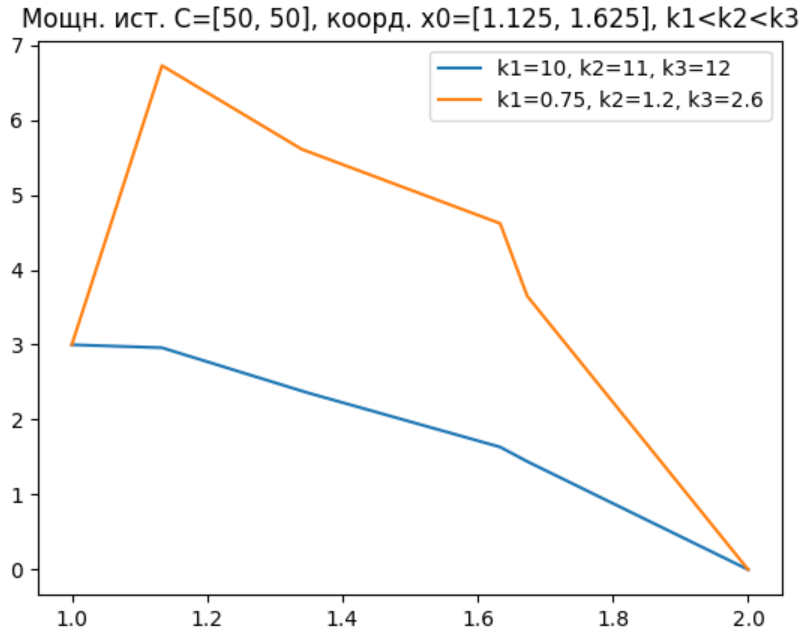 Мощн. ист. C=[50, 50], коорд. x0=[1.125, 1.625], k1<k2<k3
k1=10, k2=11, k3=12
k1=0.75, k2=1.2, k3=2.6
7
6
5
4
3
2
1
0
1.0 1.2 1.4 1.6 1.8 2.0